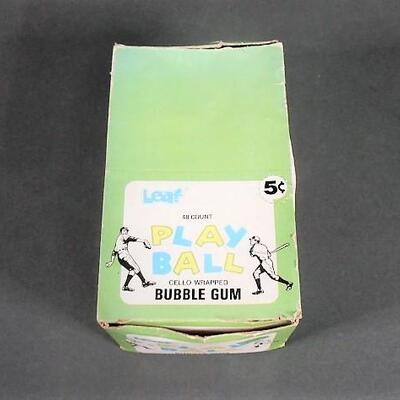 Leaf
5¢
48 COUNT
PLAY
BALL
CELLO WRAPPED
BUBBLE GUM